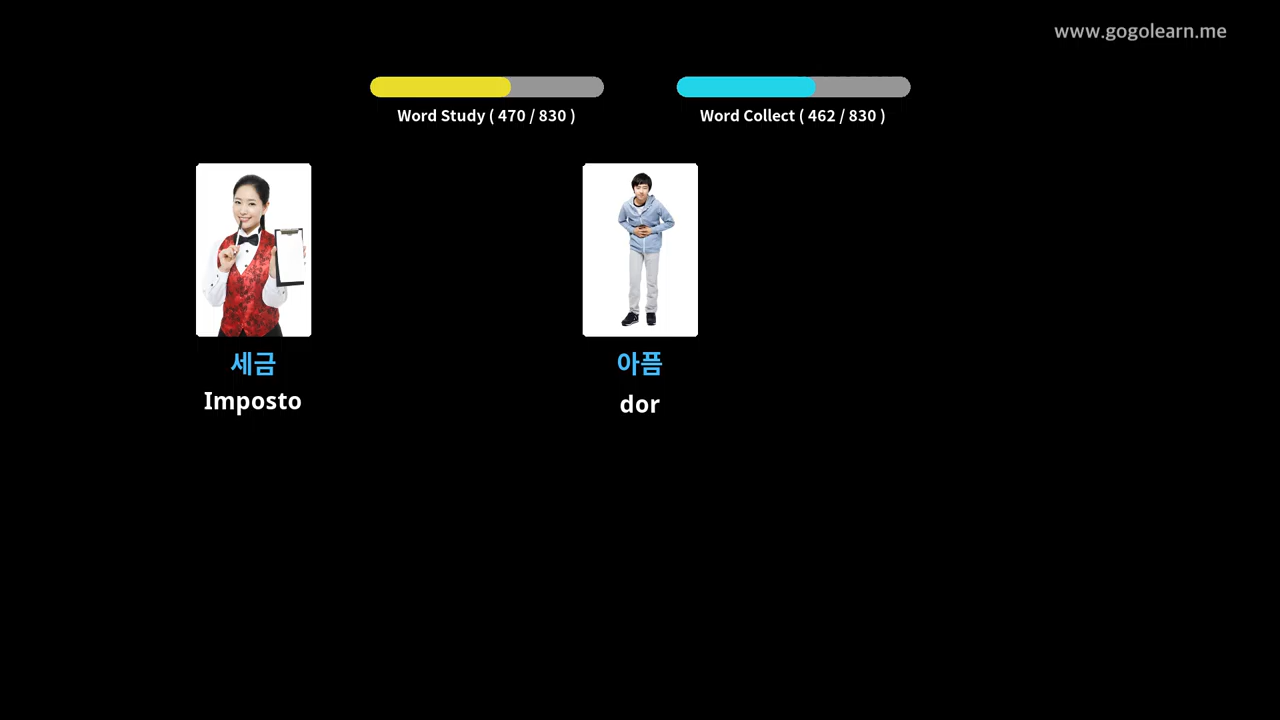 www.gogolearn.me
Word Study ( 470 / 830 )
Word Collect ( 462 / 830 )
세금
Imposto
아픔
dor